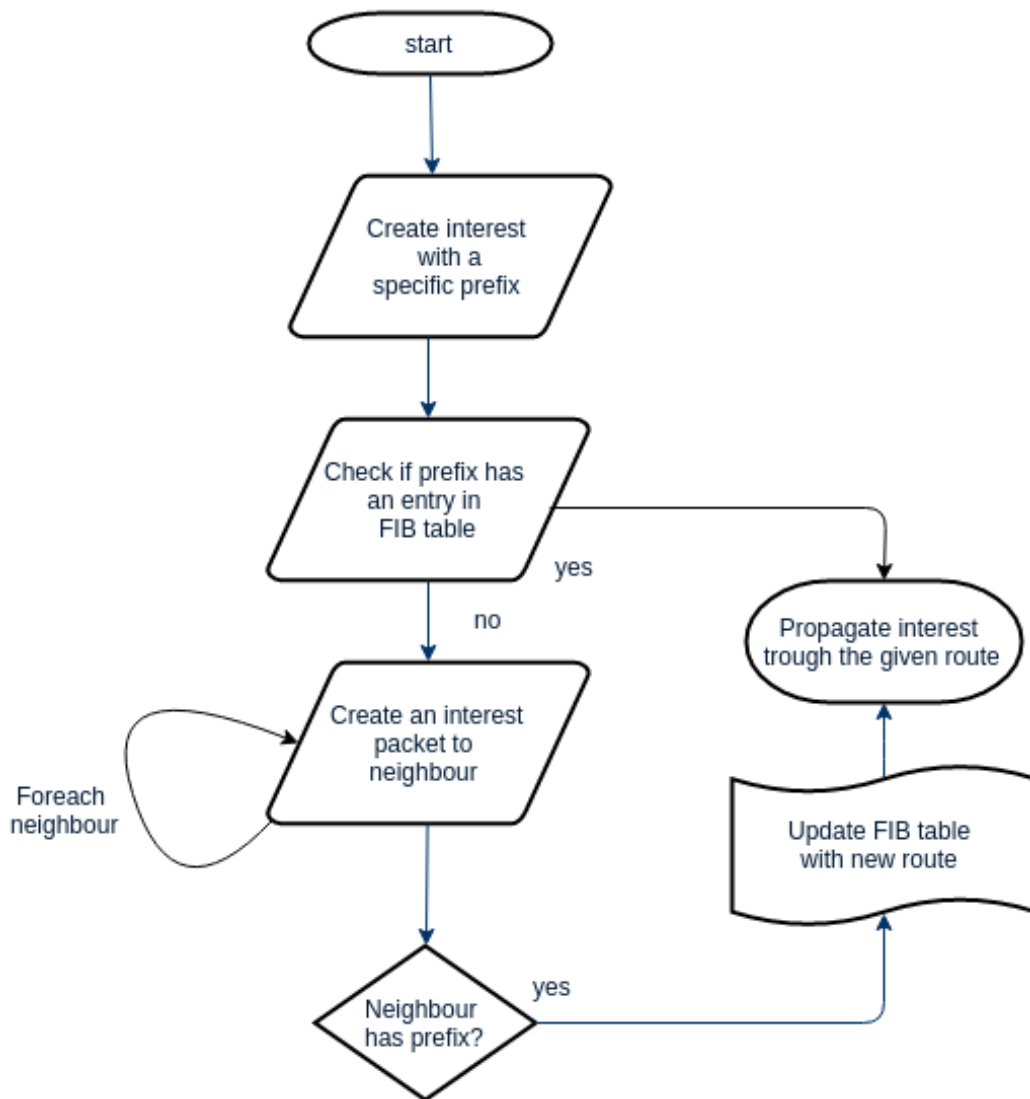 start
Create interest
with a
specific prefix
Check if prefix has
an entry in
FIB table
yes
no
Propagate interest
trough the given route
Create an interest
packet to
neighbour
Foreach
neighbour
Update FIB table
with new route
Neighbour
has prefix?
yes